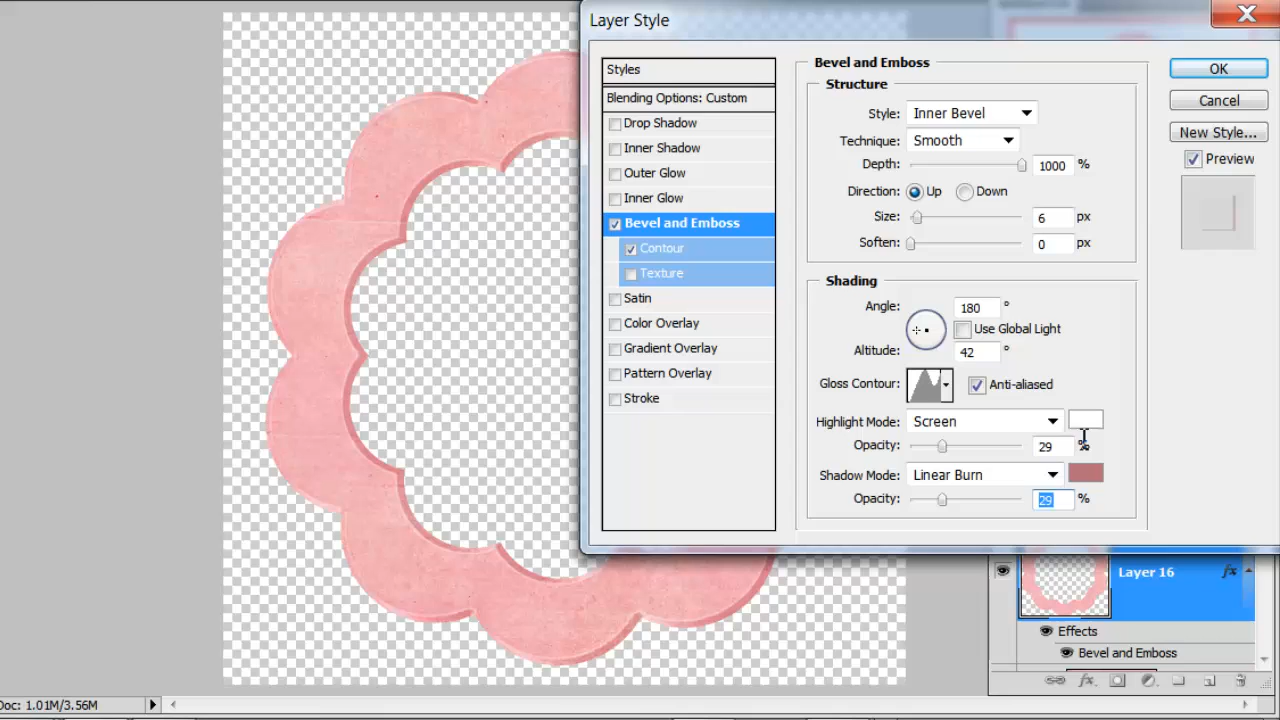 Layer Style
Styles
Blending Options: Custom
Drop Shadow
Inner Shadow
Outer Glow
Inner Glow
Bevel and Emboss
Contour
Texture
Satin
Color Overlay
Gradient Overlay
Pattern Overlay
Stroke
Bevel and Emboss
Structure
Style: Inner Bevel
Technique: Smooth
Depth: 1000 %
Direction: Up Down
Size: 6 px
Soften: 0 px
Shading
Angle: 180 °
Use Global Light
Altitude: 42 °
Gloss Contour: Anti-aliased
Highlight Mode: Screen
Opacity: 29 %
Shadow Mode: Linear Burn
Opacity: 29 %
OK
Cancel
New Style...
Preview
Layer 16 fx
Effects
Bevel and Emboss
fx.
Doc: 1.01M/3.56M